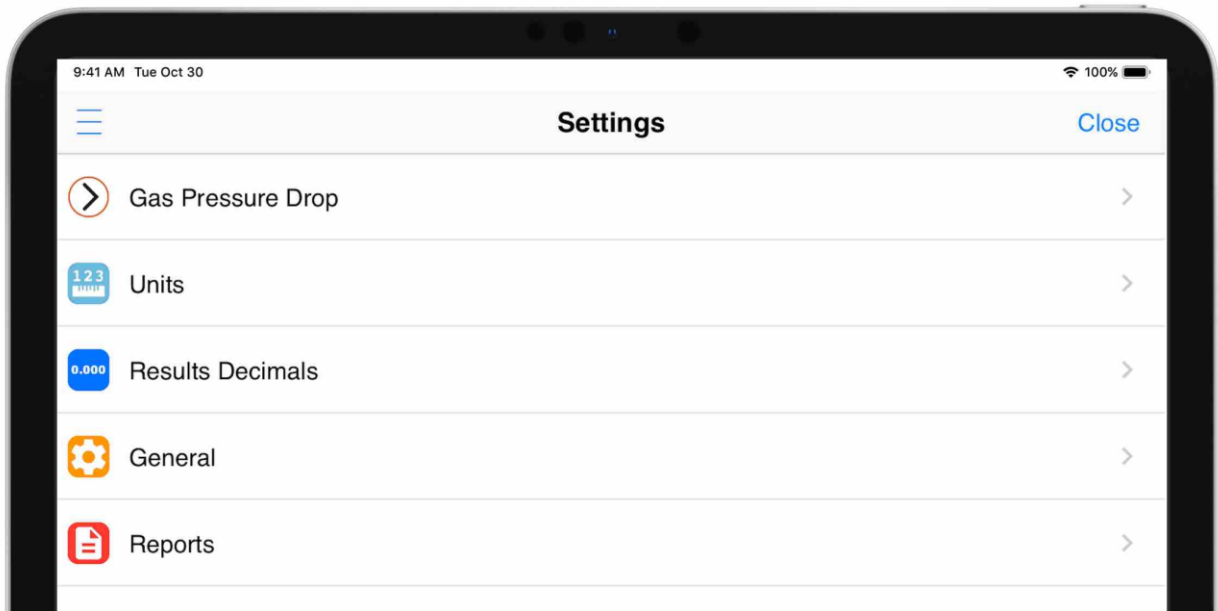 9:41 AM Tue Oct 30
100%
Settings
Close
Gas Pressure Drop
123
Units
0.000
Results Decimals
General
Reports